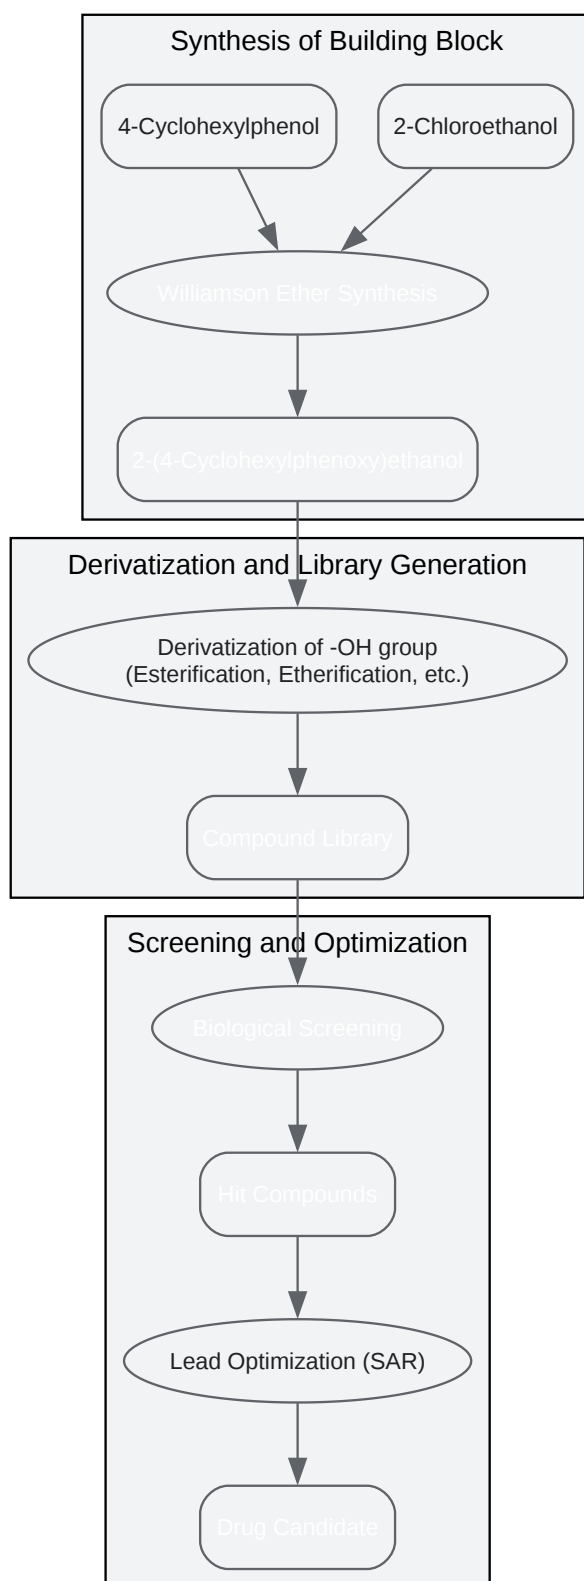 Synthesis of Building Block
4-Cyclohexylphenol
2-Chloroethanol
Williamson Ether Synthesis
2-(4-Cyclohexylphenoxy)ethanol
Derivatization and Library Generation
Derivatization of -OH group
(Esterification, Etherification, etc.)
Compound Library
Screening and Optimization
Biological Screening
Hit Compounds
Lead Optimization (SAR)
Drug Candidate